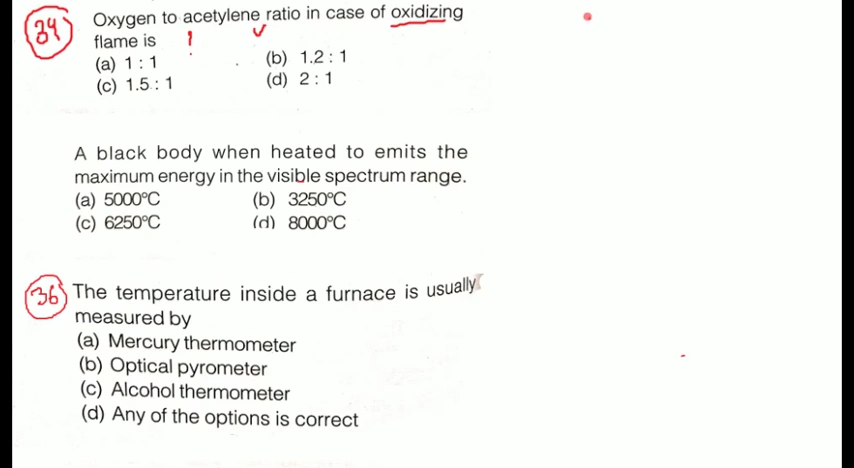 34
Oxygen to acetylene ratio in case of oxidizing
flame is
(a) 1 : 1 (b) 1.2 : 1
(c) 1.5 : 1 (d) 2 : 1
A black body when heated to emits the
maximum energy in the visible spectrum range.
(a) 5000°C (b) 3250°C
(c) 6250°C (d) 8000°C
36
The temperature inside a furnace is usually
measured by
(a) Mercury thermometer
(b) Optical pyrometer
(c) Alcohol thermometer
(d) Any of the options is correct